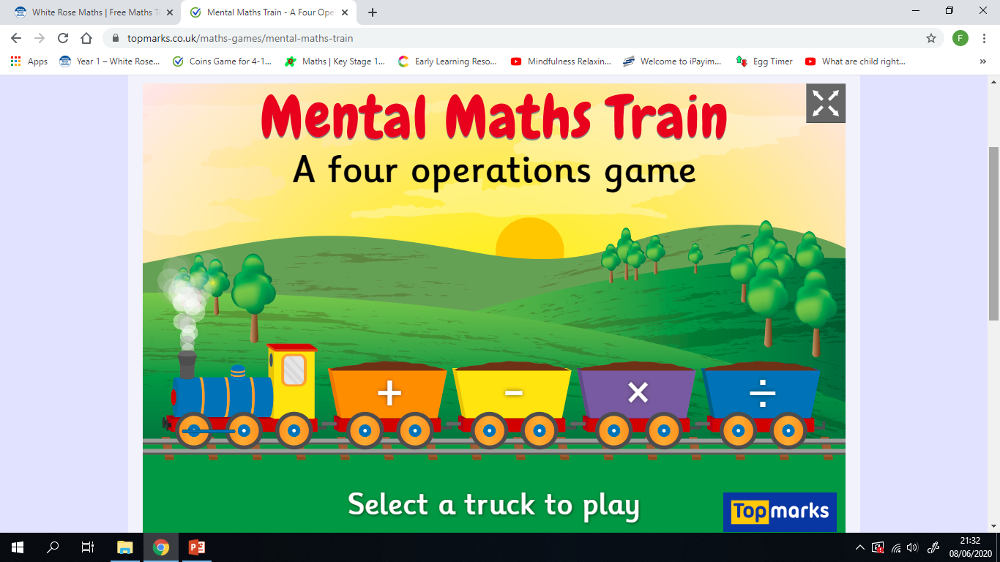 White Rose Maths | Free Maths T
Mental Maths Train - A Four Ope
topmarks.co.uk/maths-games/mental-maths-train
F
Apps
Year 1 – White Rose...
Coins Game for 4-1...
Maths | Key Stage 1...
Early Learning Reso...
Mindfulness Relaxin...
Welcome to iPayim...
Egg Timer
What are child right...
»
Mental Maths Train
A four operations game
+ - × ÷
Select a truck to play
Topmarks
21:32
08/06/2020